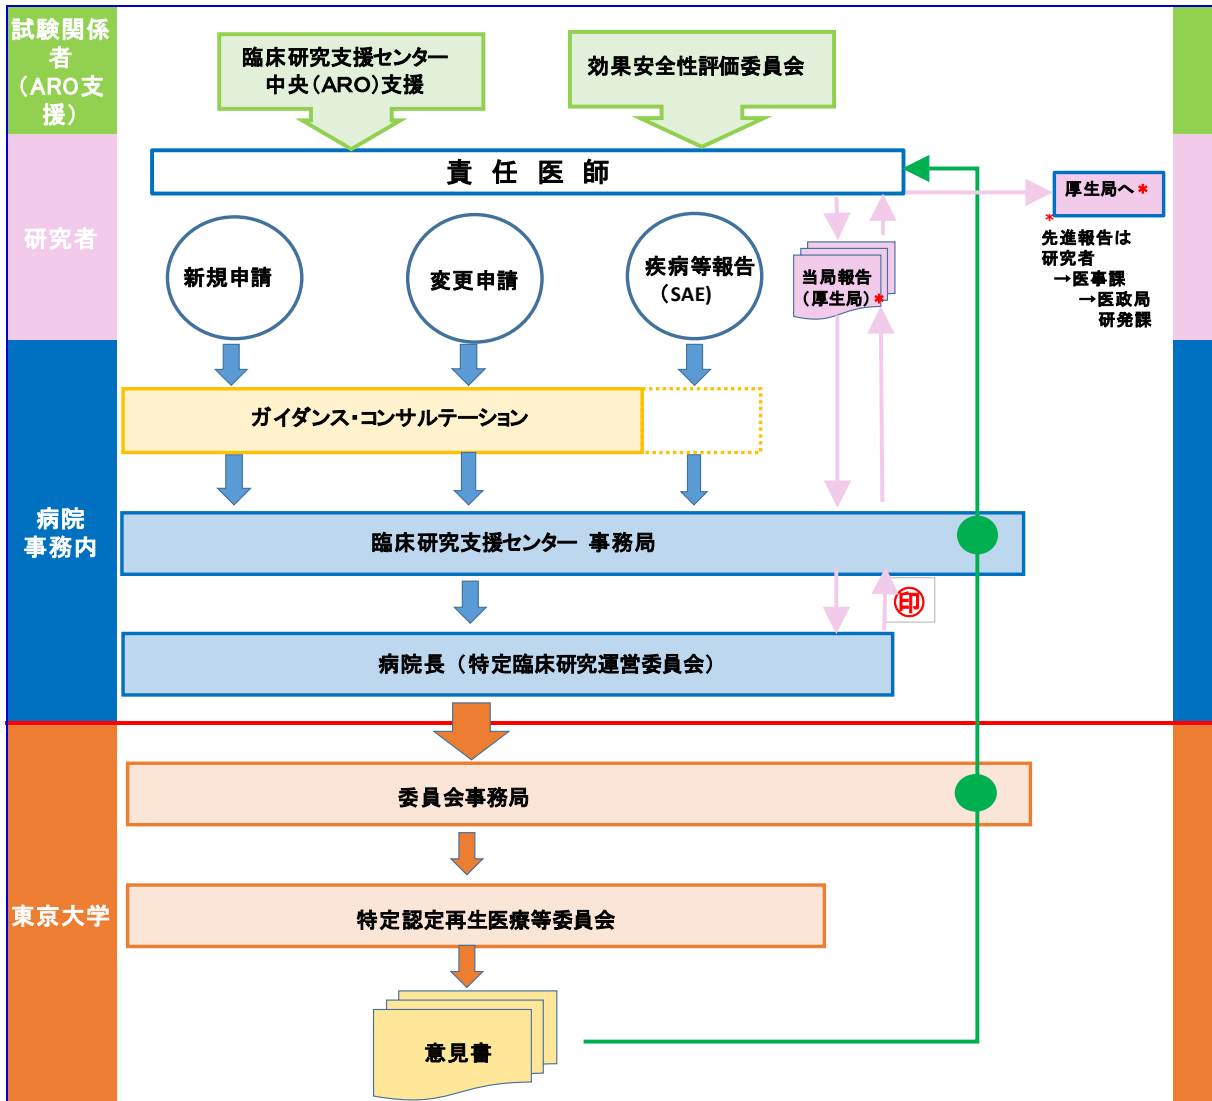 試験関係
者
（ARO支
援）
臨床研究支援センター
中央（ARO）支援
効果安全性評価委員会
責 任 医 師
研究者
新規申請
変更申請
疾病等報告
（SAE)
当局報告
（厚生局）*
厚生局へ*
*
先進報告は
研究者
→医事課
→医政局
研発課
病院
事務内
ガイダンス・コンサルテーション
臨床研究支援センター 事務局
印
病院長（特定臨床研究運営委員会）
東京大学
委員会事務局
特定認定再生医療等委員会
意見書